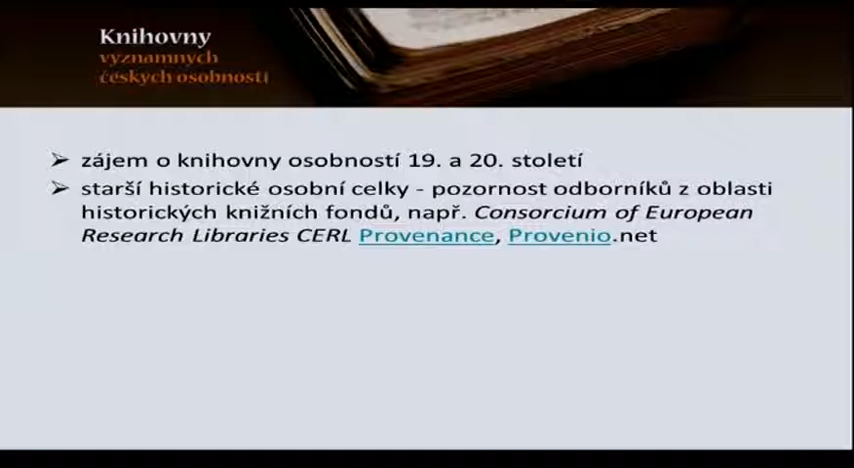 Knihovny
významných
českých osobností
➢ zájem o knihovny osobností 19. a 20. století
➢ starší historické osobní celky - pozornost odborníků z oblasti
historických knižních fondů, např. Consorcium of European
Research Libraries CERL Provenance, Provenio.net